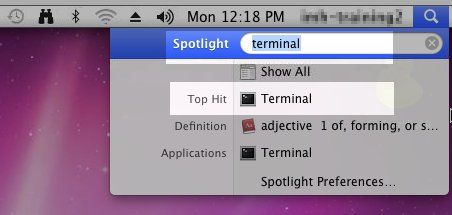 Mon 12:18 PM
Spotlight terminal
Show All
Top Hit Terminal
Definition adjective 1 of, forming, or s...
Applications Terminal
Spotlight Preferences...